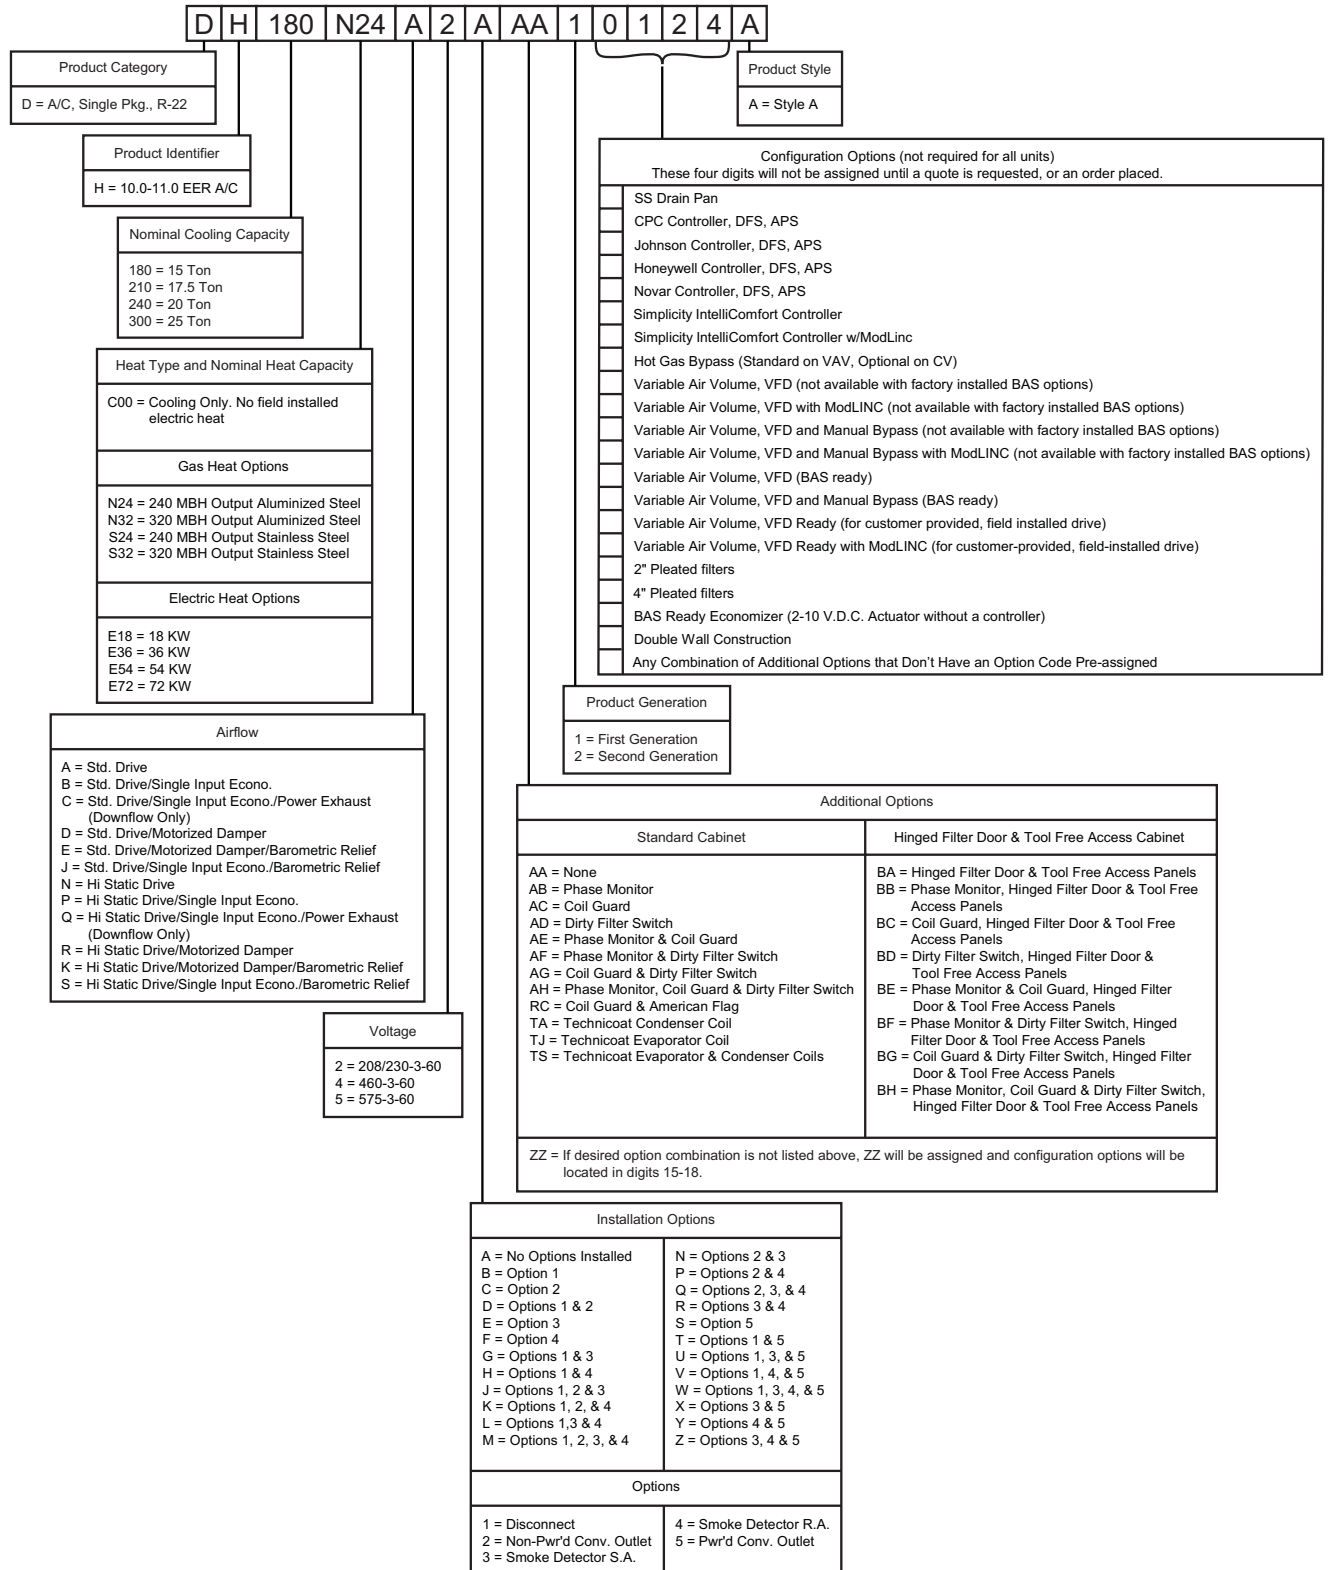 D H 180 N24 A 2 A AA 1 0 1 2 4 A
Product Category
D = A/C, Single Pkg., R-22
Product Style
A = Style A
Product Identifier
H = 10.0-11.0 EER A/C
Nominal Cooling Capacity
180 = 15 Ton
210 = 17.5 Ton
240 = 20 Ton
300 = 25 Ton
Configuration Options (not required for all units)
These four digits will not be assigned until a quote is requested, or an order placed.
SS Drain Pan
CPC Controller, DFS, APS
Johnson Controller, DFS, APS
Honeywell Controller, DFS, APS
Novar Controller, DFS, APS
Simplicity IntelliComfort Controller
Simplicity IntelliComfort Controller w/ModLinc
Hot Gas Bypass (Standard on VAV, Optional on CV)
Variable Air Volume, VFD (not available with factory installed BAS options)
Variable Air Volume, VFD with ModLINC (not available with factory installed BAS options)
Variable Air Volume, VFD and Manual Bypass (not available with factory installed BAS options)
Variable Air Volume, VFD and Manual Bypass with ModLINC (not available with factory installed BAS options)
Variable Air Volume, VFD (BAS ready)
Variable Air Volume, VFD and Manual Bypass (BAS ready)
Variable Air Volume, VFD Ready (for customer provided, field installed drive)
Variable Air Volume, VFD Ready with ModLINC (for customer-provided, field-installed drive)
2" Pleated filters
4" Pleated filters
BAS Ready Economizer (2-10 V.D.C. Actuator without a controller)
Double Wall Construction
Any Combination of Additional Options that Don't Have an Option Code Pre-assigned
Heat Type and Nominal Heat Capacity
C00 = Cooling Only. No field installed
electric heat
Gas Heat Options
N24 = 240 MBH Output Aluminized Steel
N32 = 320 MBH Output Aluminized Steel
S24 = 240 MBH Output Stainless Steel
S32 = 320 MBH Output Stainless Steel
Electric Heat Options
E18 = 18 KW
E36 = 36 KW
E54 = 54 KW
E72 = 72 KW
Product Generation
1 = First Generation
2 = Second Generation
Airflow
A = Std. Drive
B = Std. Drive/Single Input Econo.
C = Std. Drive/Single Input Econo./Power Exhaust
(Downflow Only)
D = Std. Drive/Motorized Damper
E = Std. Drive/Motorized Damper/Barometric Relief
J = Std. Drive/Single Input Econo./Barometric Relief
N = Hi Static Drive
P = Hi Static Drive/Single Input Econo.
Q = Hi Static Drive/Single Input Econo./Power Exhaust
(Downflow Only)
R = Hi Static Drive/Motorized Damper
K = Hi Static Drive/Motorized Damper/Barometric Relief
S = Hi Static Drive/Single Input Econo./Barometric Relief
Additional Options
Standard Cabinet
AA = None
AB = Phase Monitor
AC = Coil Guard
AD = Dirty Filter Switch
AE = Phase Monitor & Coil Guard
AF = Phase Monitor & Dirty Filter Switch
AG = Coil Guard & Dirty Filter Switch
AH = Phase Monitor, Coil Guard & Dirty Filter Switch
RC = Coil Guard & American Flag
TA = Technicoat Condenser Coil
TJ = Technicoat Evaporator Coil
TS = Technicoat Evaporator & Condenser Coils
Hinged Filter Door & Tool Free Access Cabinet
BA = Hinged Filter Door & Tool Free Access Panels
BB = Phase Monitor, Hinged Filter Door & Tool Free
Access Panels
BC = Coil Guard, Hinged Filter Door & Tool Free
Access Panels
BD = Dirty Filter Switch, Hinged Filter Door &
Tool Free Access Panels
BE = Phase Monitor & Coil Guard, Hinged Filter
Door & Tool Free Access Panels
BF = Phase Monitor & Dirty Filter Switch, Hinged
Filter Door & Tool Free Access Panels
BG = Coil Guard & Dirty Filter Switch, Hinged Filter
Door & Tool Free Access Panels
BH = Phase Monitor, Coil Guard & Dirty Filter Switch,
Hinged Filter Door & Tool Free Access Panels
ZZ = If desired option combination is not listed above, ZZ will be assigned and configuration options will be
located in digits 15-18.
Voltage
2 = 208/230-3-60
4 = 460-3-60
5 = 575-3-60
Installation Options
A = No Options Installed
B = Option 1
C = Option 2
D = Options 1 & 2
E = Option 3
F = Option 4
G = Options 1 & 3
H = Options 1 & 4
J = Options 1, 2 & 3
K = Options 1, 2, & 4
L = Options 1,3 & 4
M = Options 1, 2, 3, & 4
N = Options 2 & 3
P = Options 2 & 4
Q = Options 2, 3, & 4
R = Options 3 & 4
S = Option 5
T = Options 1 & 5
U = Options 1, 3, & 5
V = Options 1, 4, & 5
W = Options 1, 3, 4, & 5
X = Options 3 & 5
Y = Options 4 & 5
Z = Options 3, 4 & 5
Options
1 = Disconnect
2 = Non-Pwr'd Conv. Outlet
3 = Smoke Detector S.A.
4 = Smoke Detector R.A.
5 = Pwr'd Conv. Outlet